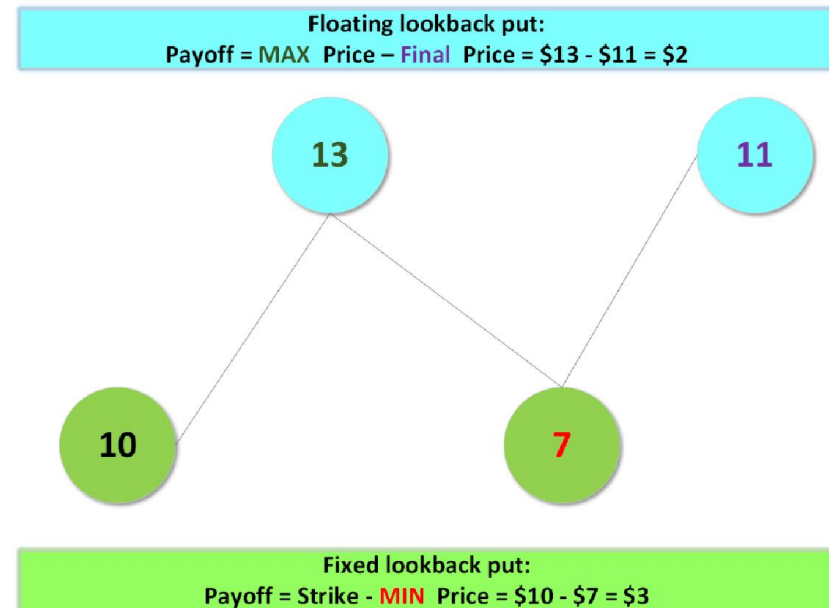 Floating lookback put:
Payoff = MAX Price – Final Price = $13 - $11 = $2
13
11
10
7
Fixed lookback put:
Payoff = Strike - MIN Price = $10 - $7 = $3